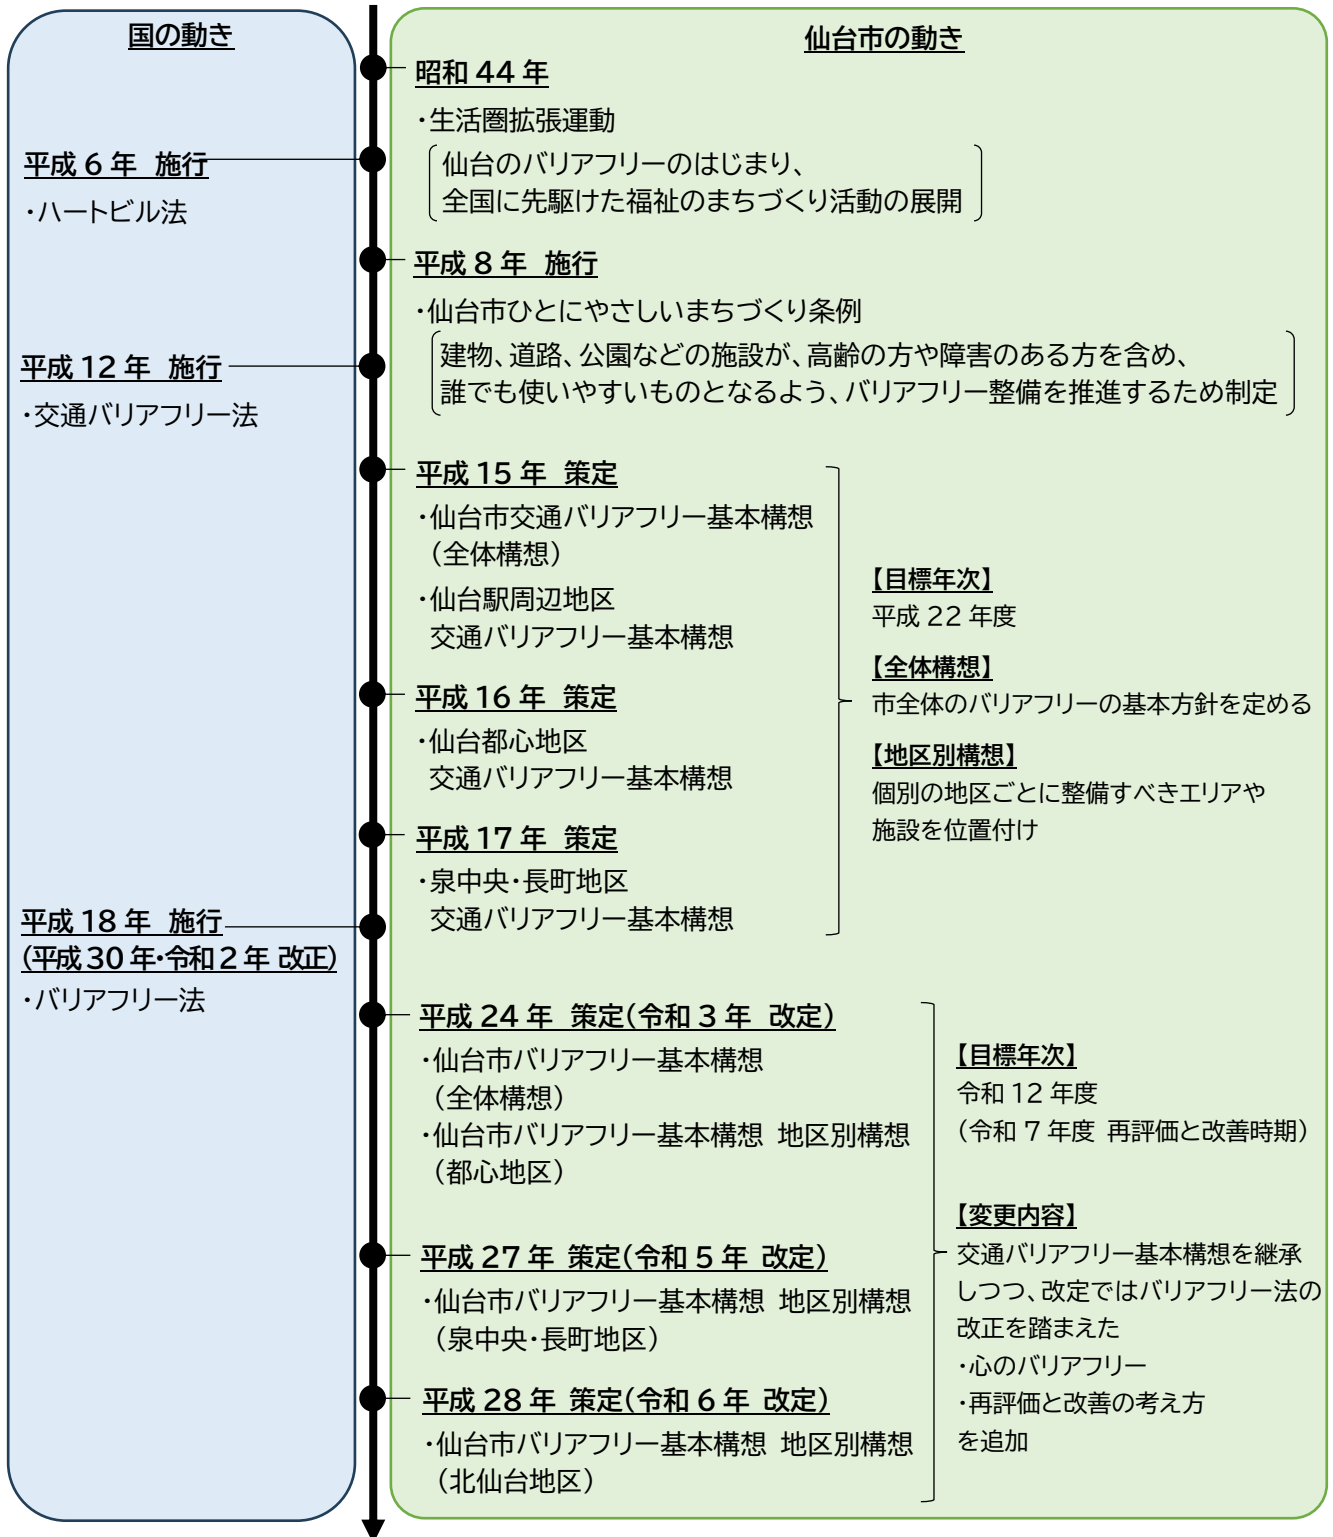 国の動き
平成 6 年 施行
・ハートビル法
平成 12 年 施行
・交通バリアフリー法
平成 18 年 施行
(平成 30 年・令和 2 年 改正)
・バリアフリー法
仙台市の動き
昭和 44 年
・生活圏拡張運動
仙台のバリアフリーのはじまり、
全国に先駆けた福祉のまちづくり活動の展開
平成 8 年 施行
・仙台市ひとにやさしいまちづくり条例
建物、道路、公園などの施設が、高齢の方や障害のある方を含め、
誰でも使いやすいものとなるよう、バリアフリー整備を推進するため制定
平成 15 年 策定
・仙台市交通バリアフリー基本構想
(全体構想)
・仙台駅周辺地区
交通バリアフリー基本構想
平成 16 年 策定
・仙台都心地区
交通バリアフリー基本構想
平成 17 年 策定
・泉中央・長町地区
交通バリアフリー基本構想
【目標年次】
平成 22 年度
【全体構想】
市全体のバリアフリーの基本方針を定める
【地区別構想】
個別の地区ごとに整備すべきエリアや
施設を位置付け
平成 24 年 策定(令和 3 年 改定)
・仙台市バリアフリー基本構想
(全体構想)
・仙台市バリアフリー基本構想 地区別構想
(都心地区)
平成 27 年 策定(令和 5 年 改定)
・仙台市バリアフリー基本構想 地区別構想
(泉中央・長町地区)
平成 28 年 策定(令和 6 年 改定)
・仙台市バリアフリー基本構想 地区別構想
(北仙台地区)
【目標年次】
令和 12 年度
(令和 7 年度 再評価と改善時期)
【変更内容】
交通バリアフリー基本構想を継承
しつつ、改定ではバリアフリー法の
改正を踏まえた
・心のバリアフリー
・再評価と改善の考え方
を追加